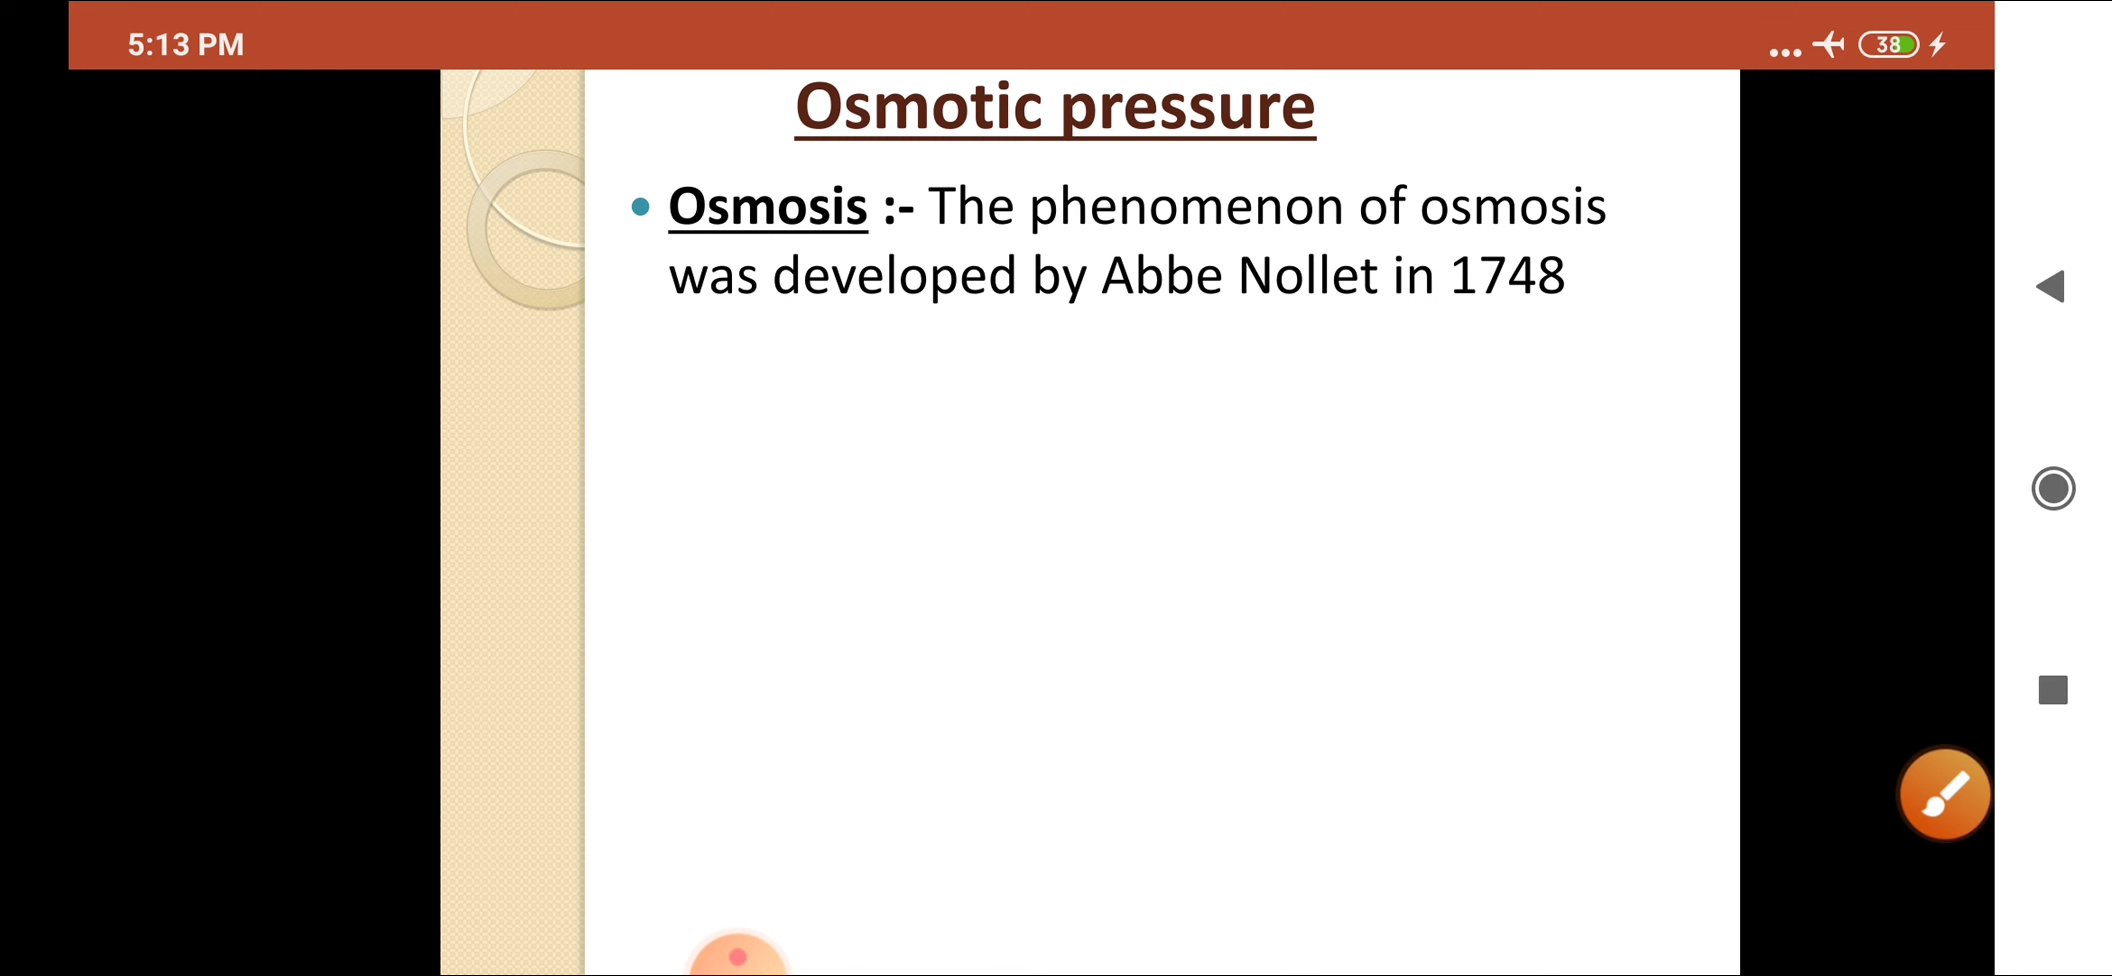 5:13 PM
38
Osmotic pressure
• Osmosis :- The phenomenon of osmosis
was developed by Abbe Nollet in 1748